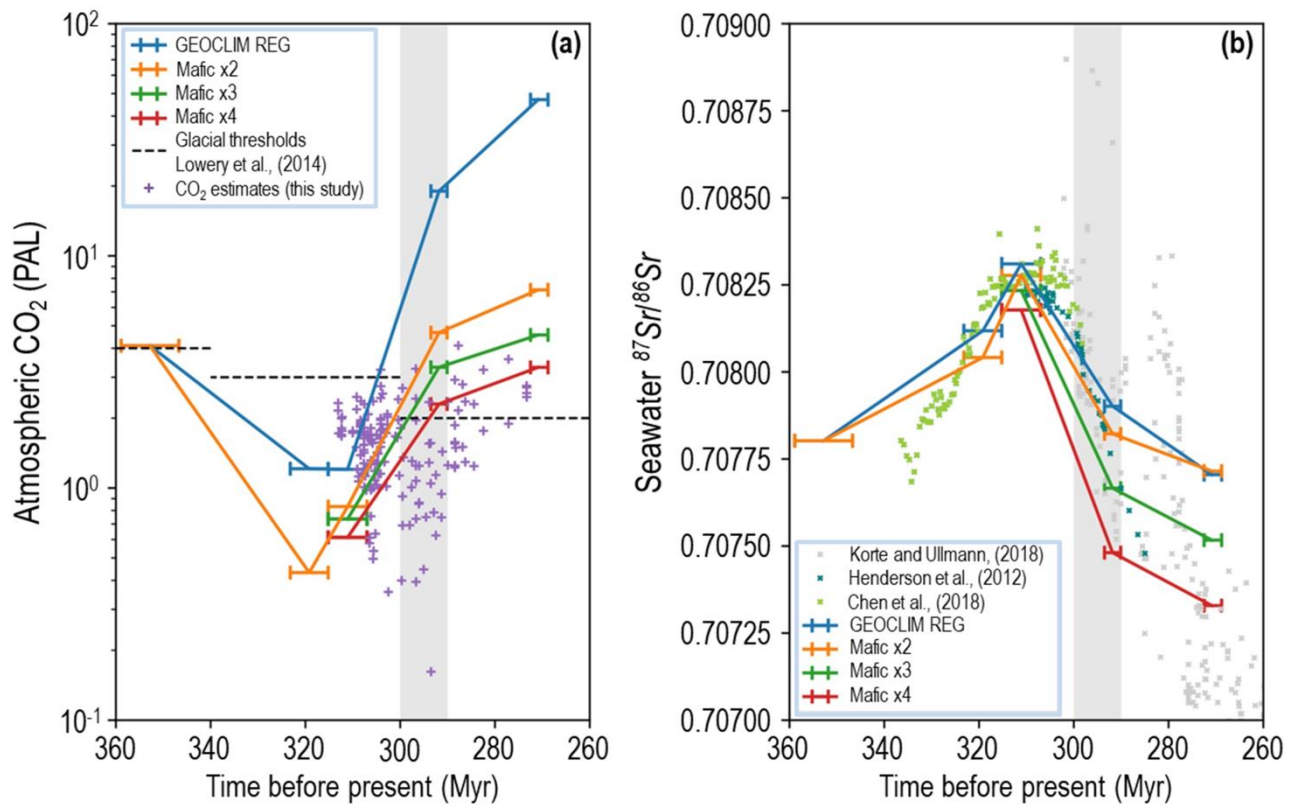 (a)
GEOCLIM REG
Mafic x2
Mafic x3
Mafic x4
Glacial thresholds
Lowery et al., (2014)
CO₂ estimates (this study)
Atmospheric CO₂ (PAL)
10²
10¹
10⁰
10⁻¹
360 340 320 300 280 260
Time before present (Myr)
(b)
Seawater ⁸⁷Sr/⁸⁶Sr
0.70900
0.70875
0.70850
0.70825
0.70800
0.70775
0.70750
0.70725
0.70700
Korte and Ullmann, (2018)
Henderson et al., (2012)
Chen et al., (2018)
GEOCLIM REG
Mafic x2
Mafic x3
Mafic x4
360 340 320 300 280 260
Time before present (Myr)